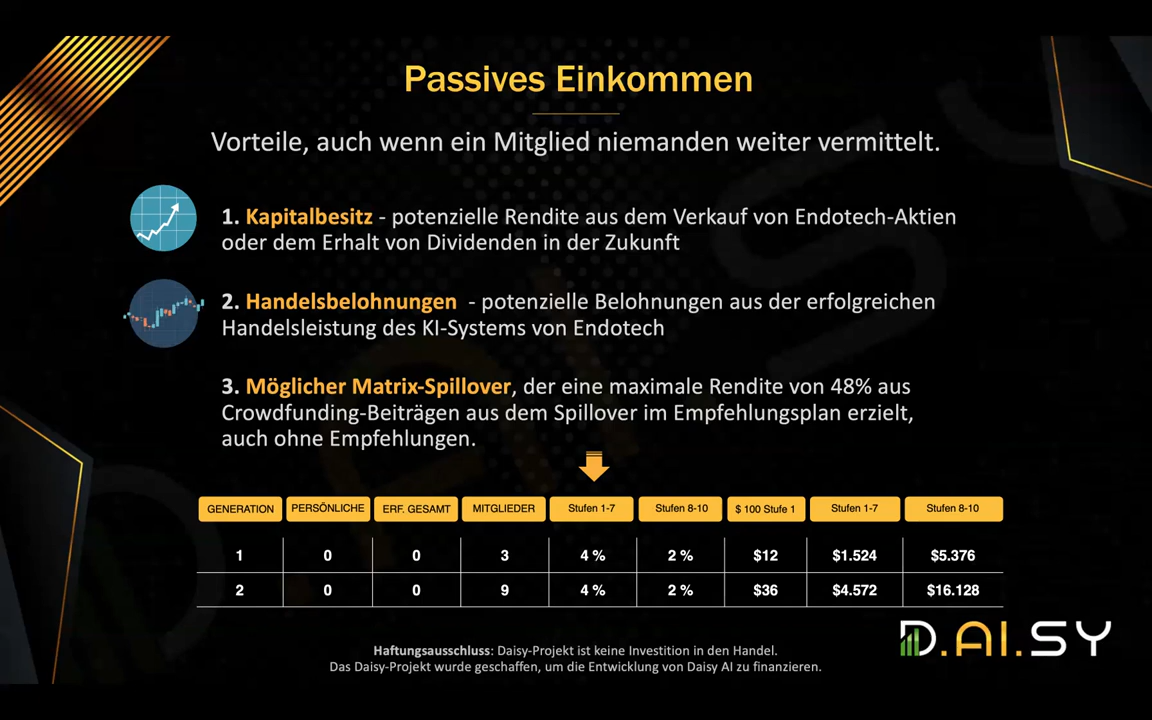 Passives Einkommen
Vorteile, auch wenn ein Mitglied niemanden weiter vermittelt.
1. Kapitalbesitz - potenzielle Rendite aus dem Verkauf von Endotech-Aktien
oder dem Erhalt von Dividenden in der Zukunft
2. Handelsbelohnungen - potenzielle Belohnungen aus der erfolgreichen
Handelsleistung des KI-Systems von Endotech
3. Möglicher Matrix-Spillover, der eine maximale Rendite von 48% aus
Crowdfunding-Beiträgen aus dem Spillover im Empfehlungsplan erzielt,
auch ohne Empfehlungen.
GENERATION PERSÖNLICHE ERF. GESAMT MITGLIEDER Stufen 1-7 Stufen 8-10 $ 100 Stufe 1 Stufen 1-7 Stufen 8-10
1 0 0 3 4 % 2 % $12 $1.524 $5.376
2 0 0 9 4 % 2 % $36 $4.572 $16.128
Haftungsausschluss: Daisy-Projekt ist keine Investition in den Handel.
Das Daisy-Projekt wurde geschaffen, um die Entwicklung von Daisy AI zu finanzieren.
D.AI.SY